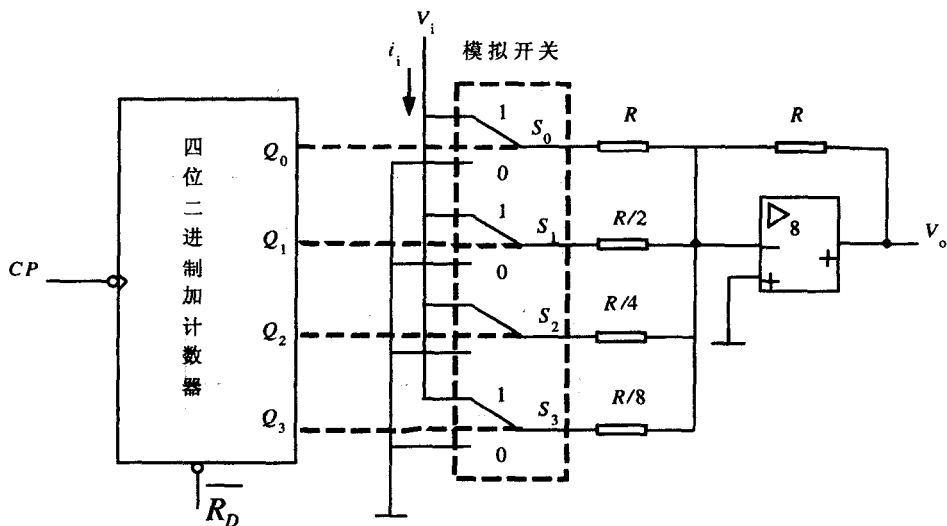 V_i
i_i
模拟开关
四位二进制加计数器
Q_0
1
S_0
0
R
R
Q_1
1
S_1
0
R/2
8
V_o
CP
Q_2
S_2
R/4
Q_3
1
S_3
0
R/8
\overline{R_D}